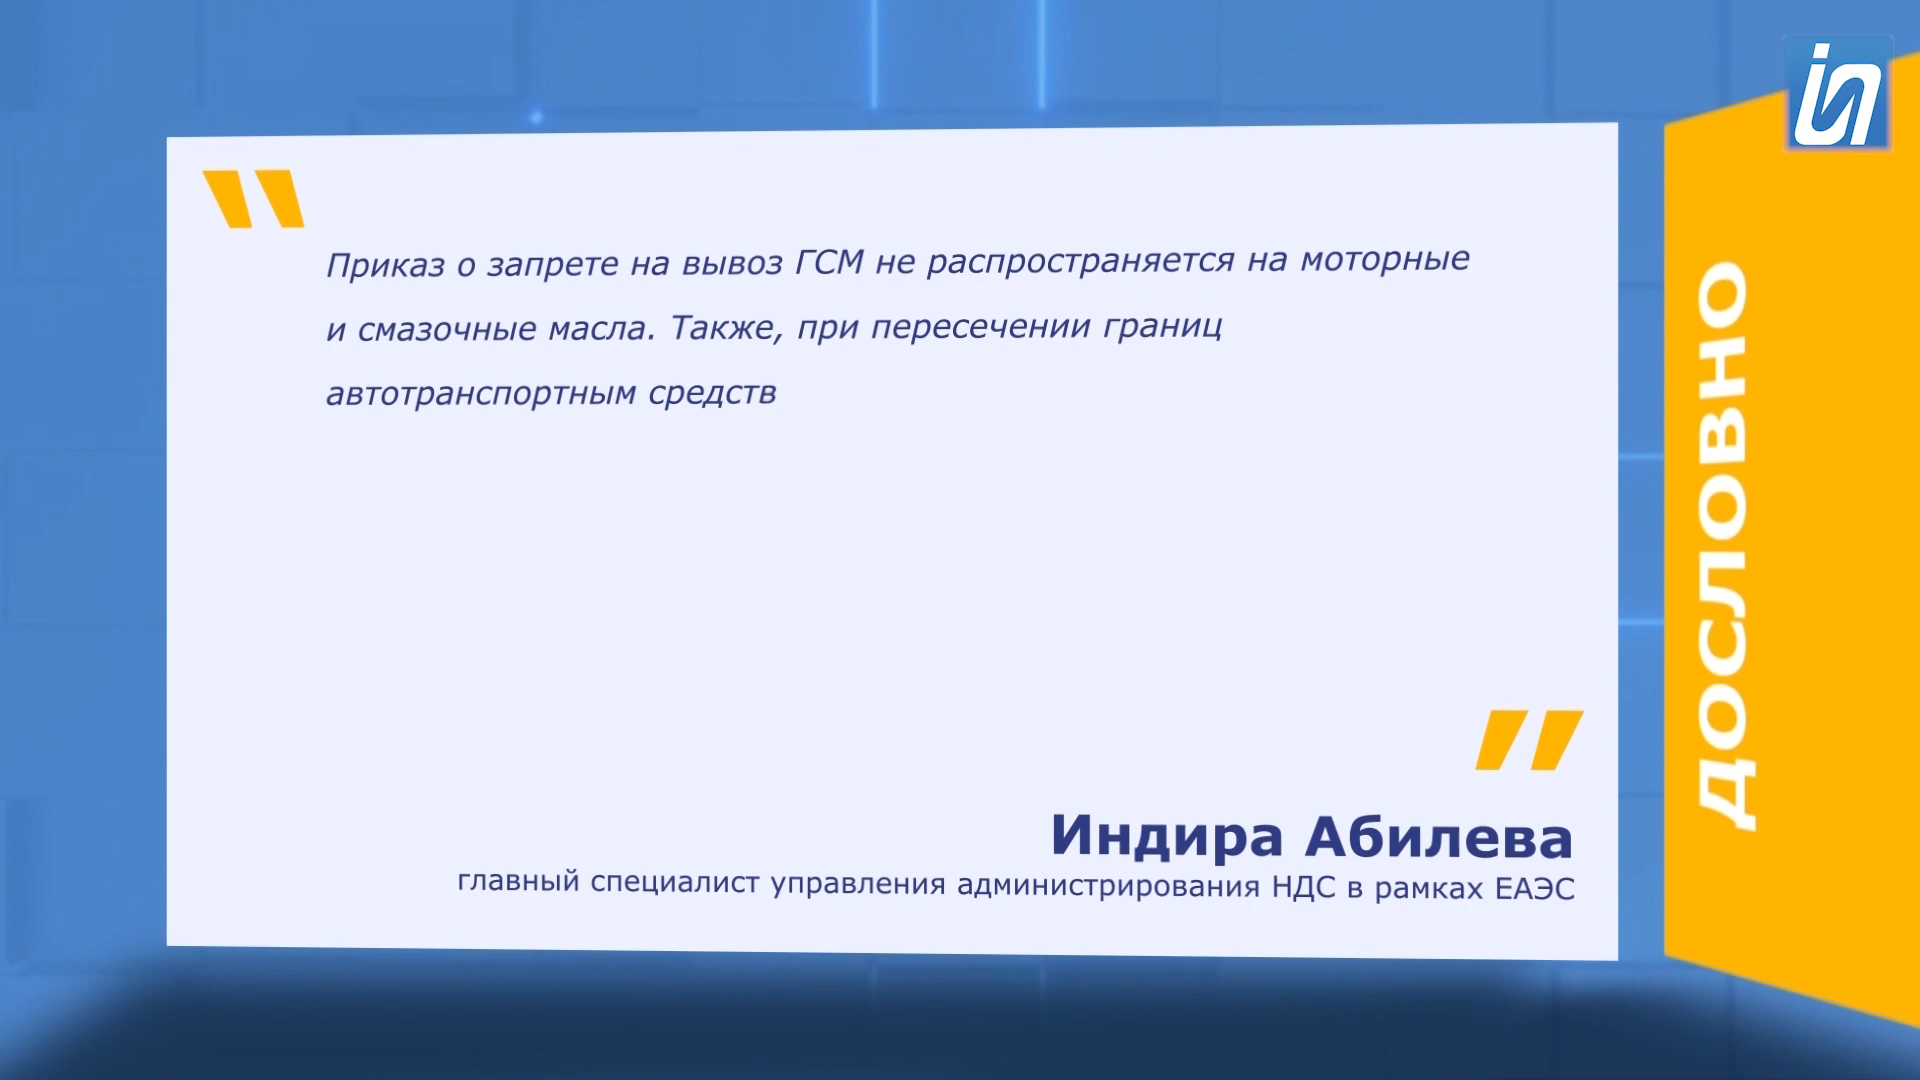 Приказ о запрете на вывоз ГСМ не распространяется на моторные
и смазочные масла. Также, при пересечении границ
автотранспортным средств
Индира Абилева
главный специалист управления администрирования НДС в рамках ЕАЭС
ДОСЛОВНО